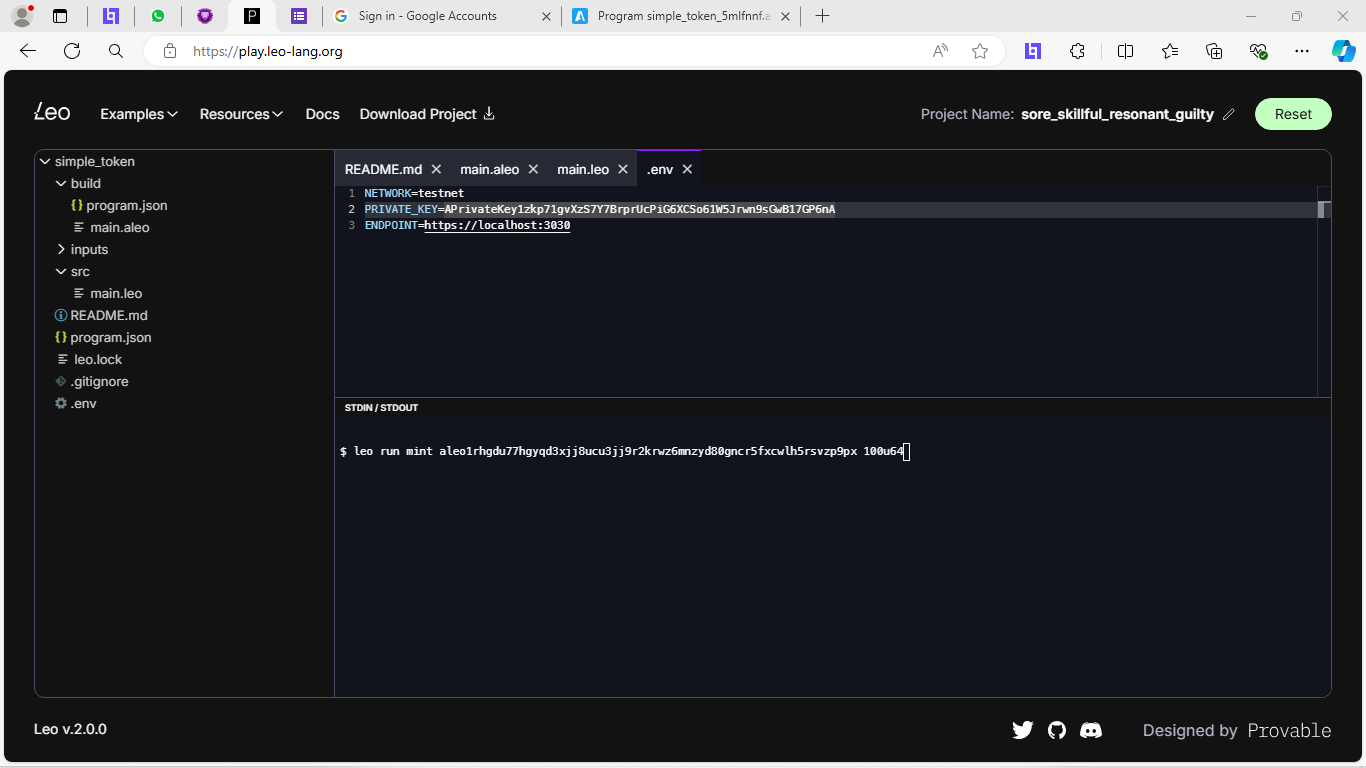 Sign in - Google Accounts
Program simple_token_5mlfnnf.a
https://play.leo-lang.org
Leo
Examples
Resources
Docs
Download Project
Project Name: sore_skillful_resonant_guilty
Reset
simple_token
build
program.json
main.aleo
inputs
src
main.leo
README.md
program.json
leo.lock
.gitignore
.env
README.md
main.aleo
main.leo
.env
1 NETWORK=testnet
2 PRIVATE_KEY=APrivateKey1zkp71gvXzS7Y7BrprUcPiG6XCSo61W5Jrwn9sGwB17GP6nA
3 ENDPOINT=https://localhost:3030
STDIN / STDOUT
$ leo run mint aleo1rhgdu77hgyqd3xjj8ucu3jj9r2krwz6mnzyd80gncr5fxcwlh5rsvzp9px 100u64
Leo v.2.0.0
Designed by Provable